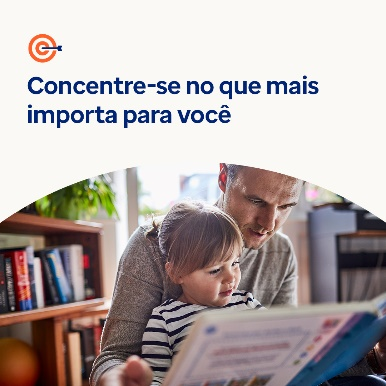 Concentre-se no que mais
importa para você